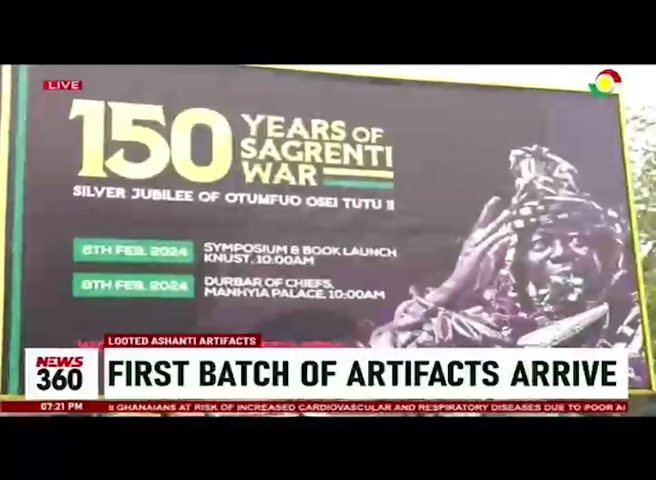 LIVE
150 YEARS OF
SAGRENTI
WAR
SILVER JUBILEE OF OTUMFUO OSEI TUTU II
6TH FEB. 2024
SYMPOSIUM & BOOK LAUNCH
KNUST, 10:00AM
8TH FEB. 2024
DURBAR OF CHIEFS,
MANHYIA PALACE, 10:00AM
LOOTED ASHANTI ARTIFACTS
NEWS
360
FIRST BATCH OF ARTIFACTS ARRIVE
07:21 PM
GHANAIANS AT RISK OF INCREASED CARDIOVASCULAR AND RESPIRATORY DISEASES DUE TO POOR